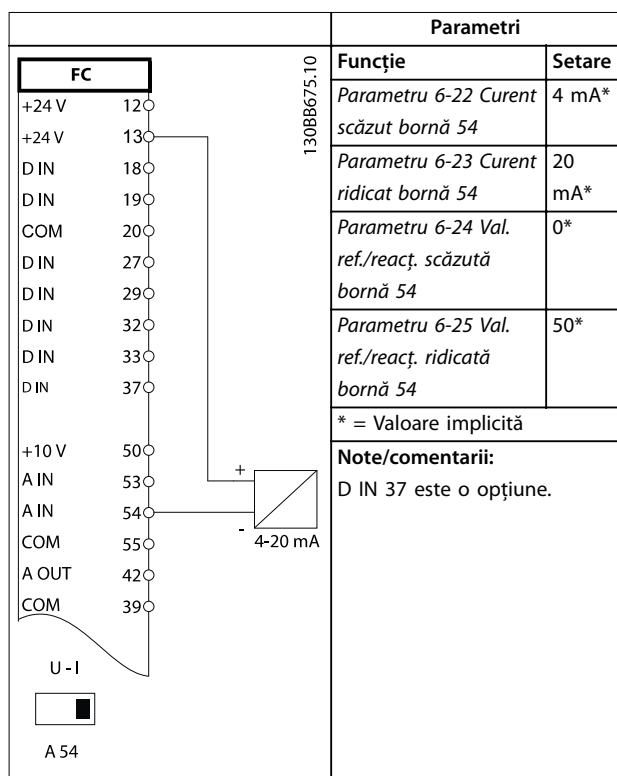 Parametri
FC
130BB675.10
+24 V 12
+24 V 13
D IN 18
D IN 19
COM 20
D IN 27
D IN 29
D IN 32
D IN 33
D IN 37
+10 V 50
A IN 53
A IN 54
COM 55
A OUT 42
COM 39
+
-
4-20 mA
U - I
A 54
Funcție Setare
Parametru 6-22 Curent 4 mA*
scăzut bornă 54
Parametru 6-23 Curent 20
ridicat bornă 54 mA*
Parametru 6-24 Val. 0*
ref./reacț. scăzută
bornă 54
Parametru 6-25 Val. 50*
ref./reacț. ridicată
bornă 54
* = Valoare implicită
Note/comentarii:
D IN 37 este o opțiune.